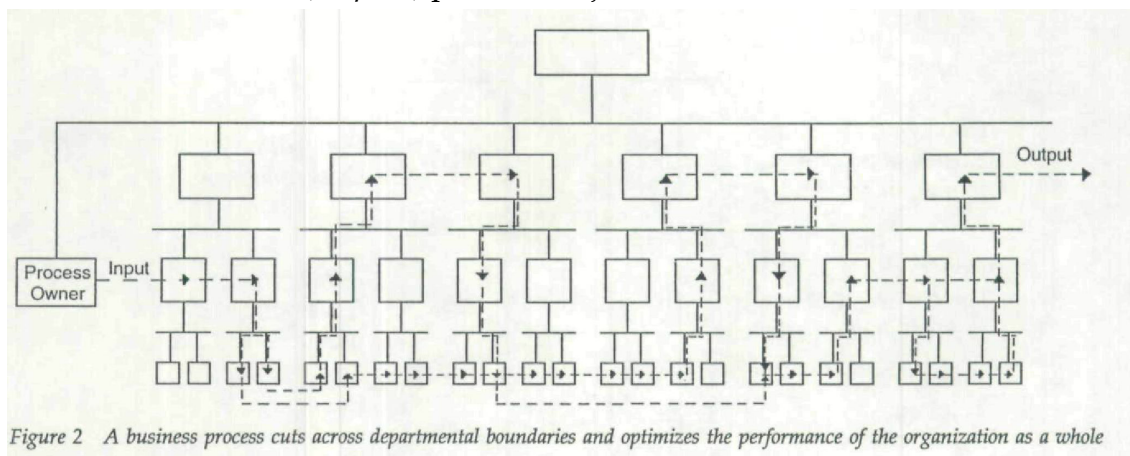 Output
Process
Owner
Input
Figure 2 A business process cuts across departmental boundaries and optimizes the performance of the organization as a whole